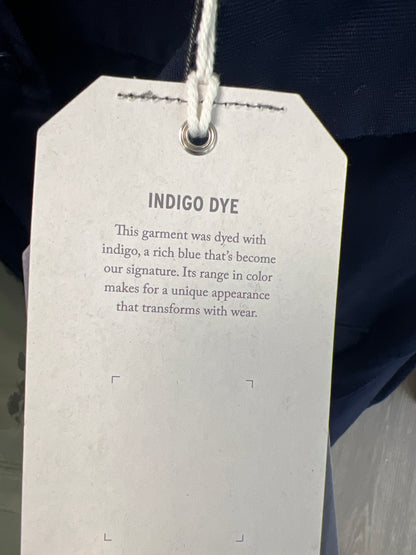 INDIGO DYE
This garment was dyed with
indigo, a rich blue that's become
our signature. Its range in color
makes for a unique appearance
that transforms with wear.